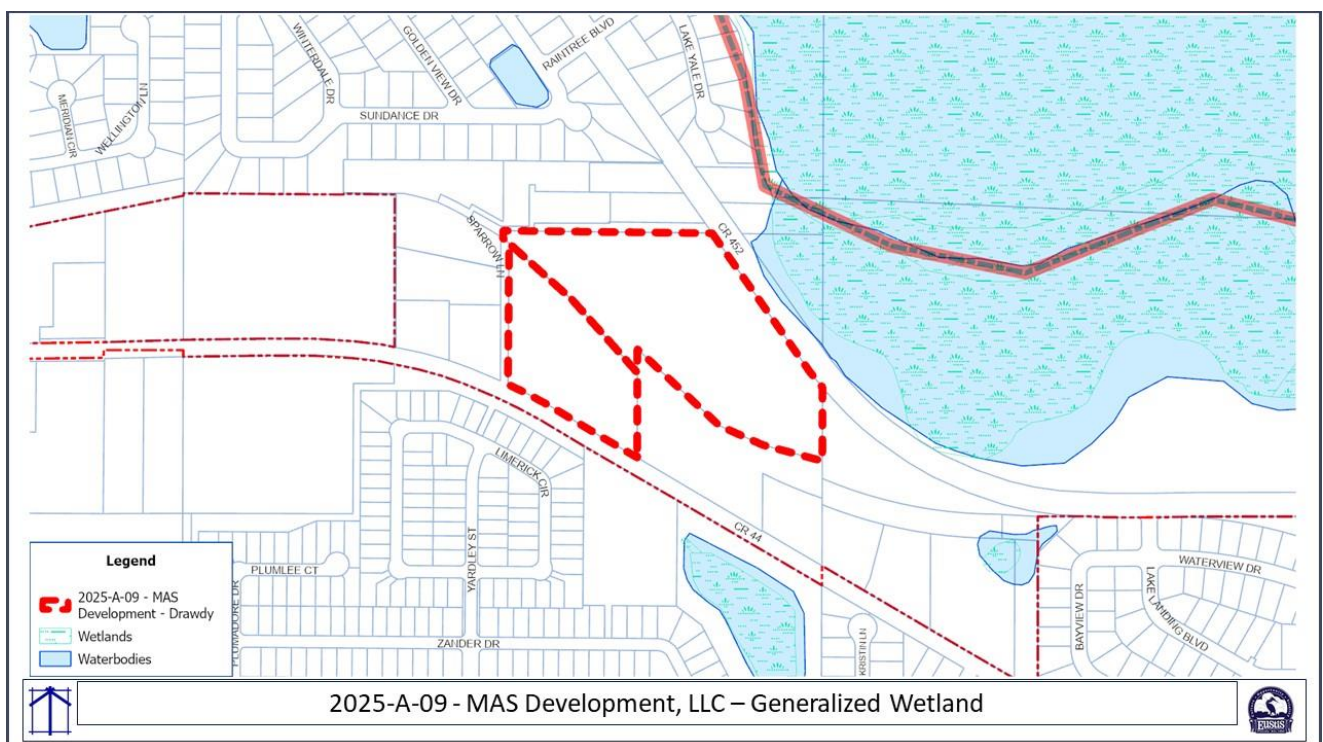 WINTERDALE DR
GOLDEN VIEW DR
RAINTREE BLVD
LAKE YALE DR
MERIDIAN CIR
WELLINGTON LN
SUNDANCE DR
SPARROW LN
CR 452
LIMERICK CIR
YARDLEY ST
CR 44
PLUMLEE CT
PLUMADORE DR
ZANDER DR
KRISTIN LN
BAYVIEW DR
WATERVIEW DR
LAKE LANDING BLVD
Legend
2025-A-09 - MAS
Development - Drawdy
Wetlands
Waterbodies
2025-A-09 - MAS Development, LLC – Generalized Wetland
EUSTIS